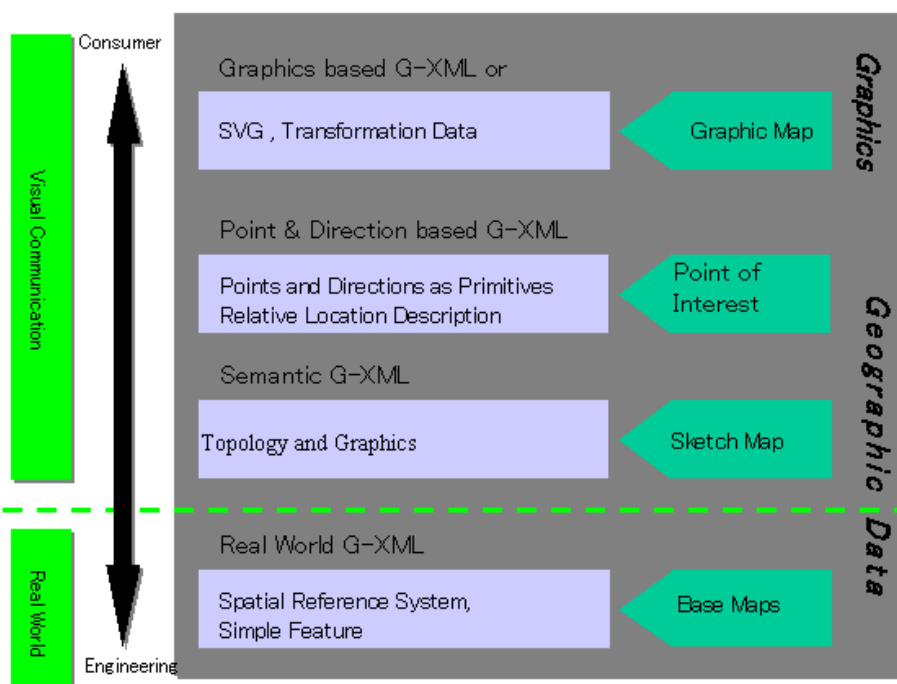 Consumer
Visual Communication
Graphics based G-XML or
SVG , Transformation Data
Graphic Map
Graphics
Point & Direction based G-XML
Points and Directions as Primitives
Relative Location Description
Point of
Interest
Semantic G-XML
Topology and Graphics
Sketch Map
Geographic Data
Real World
Real World G-XML
Spatial Reference System,
Simple Feature
Base Maps
Engineering